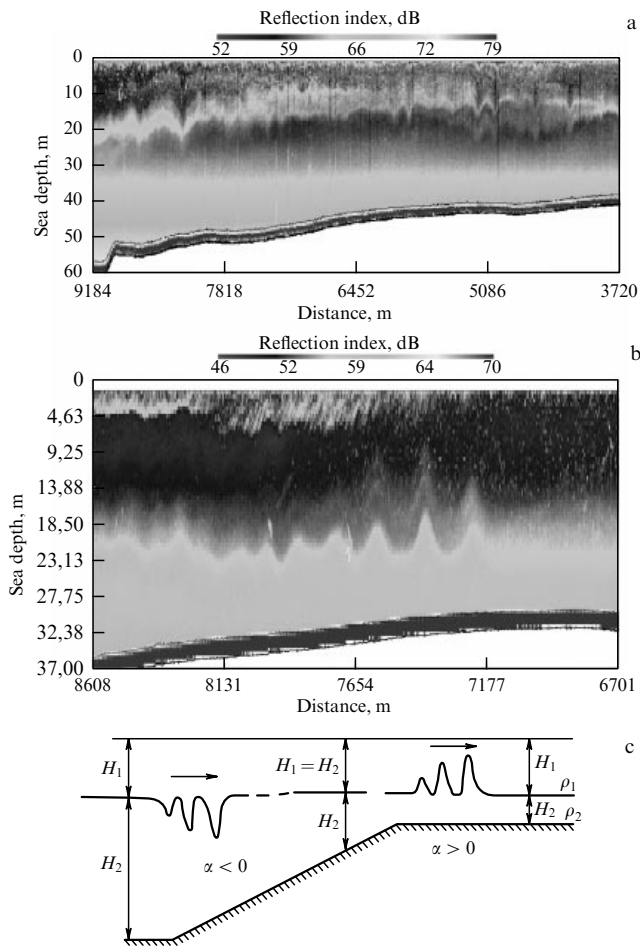 a
Reflection index, dB
52 59 66 72 79
0
10
20
30
40
50
60
Sea depth, m
9184 7818 6452 5086 3720
Distance, m
b
Reflection index, dB
46 52 59 64 70
0
4,63
9,25
13,88
18,50
23,13
27,75
32,38
37,00
Sea depth, m
8608 8131 7654 7177 6701
Distance, m
c
H₁ H₁ = H₂ H₁
ρ₁
H₂ ρ₂
H₂
H₂ α < 0 α > 0